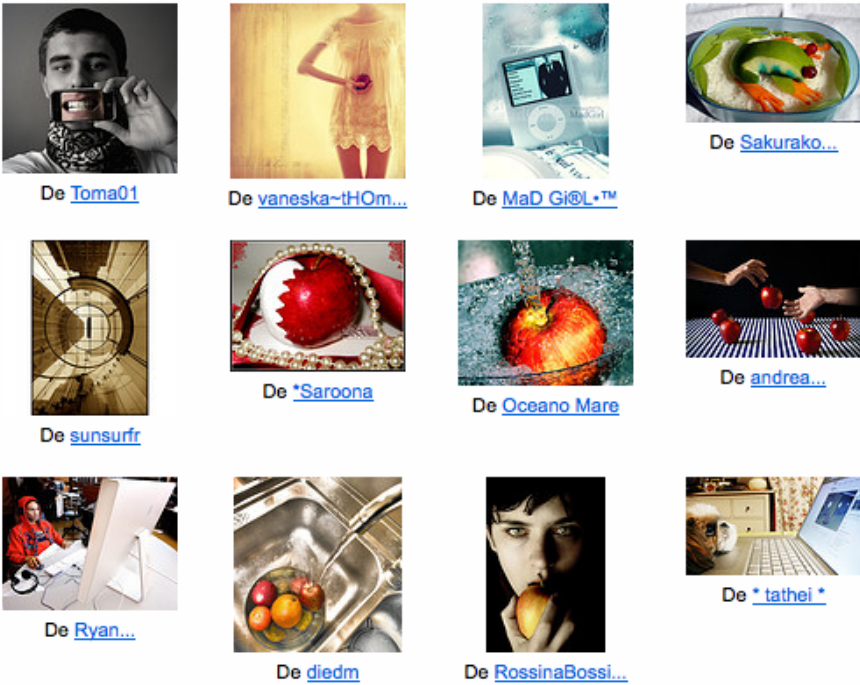 De Toma01
De vaneska~tHOm...
De MaD Gi®L•™
De Sakurako...
De sunsurfr
De *Saroona
De Oceano Mare
De andrea...
De Ryan...
De diedm
De RossinaBossi...
De * tathei *